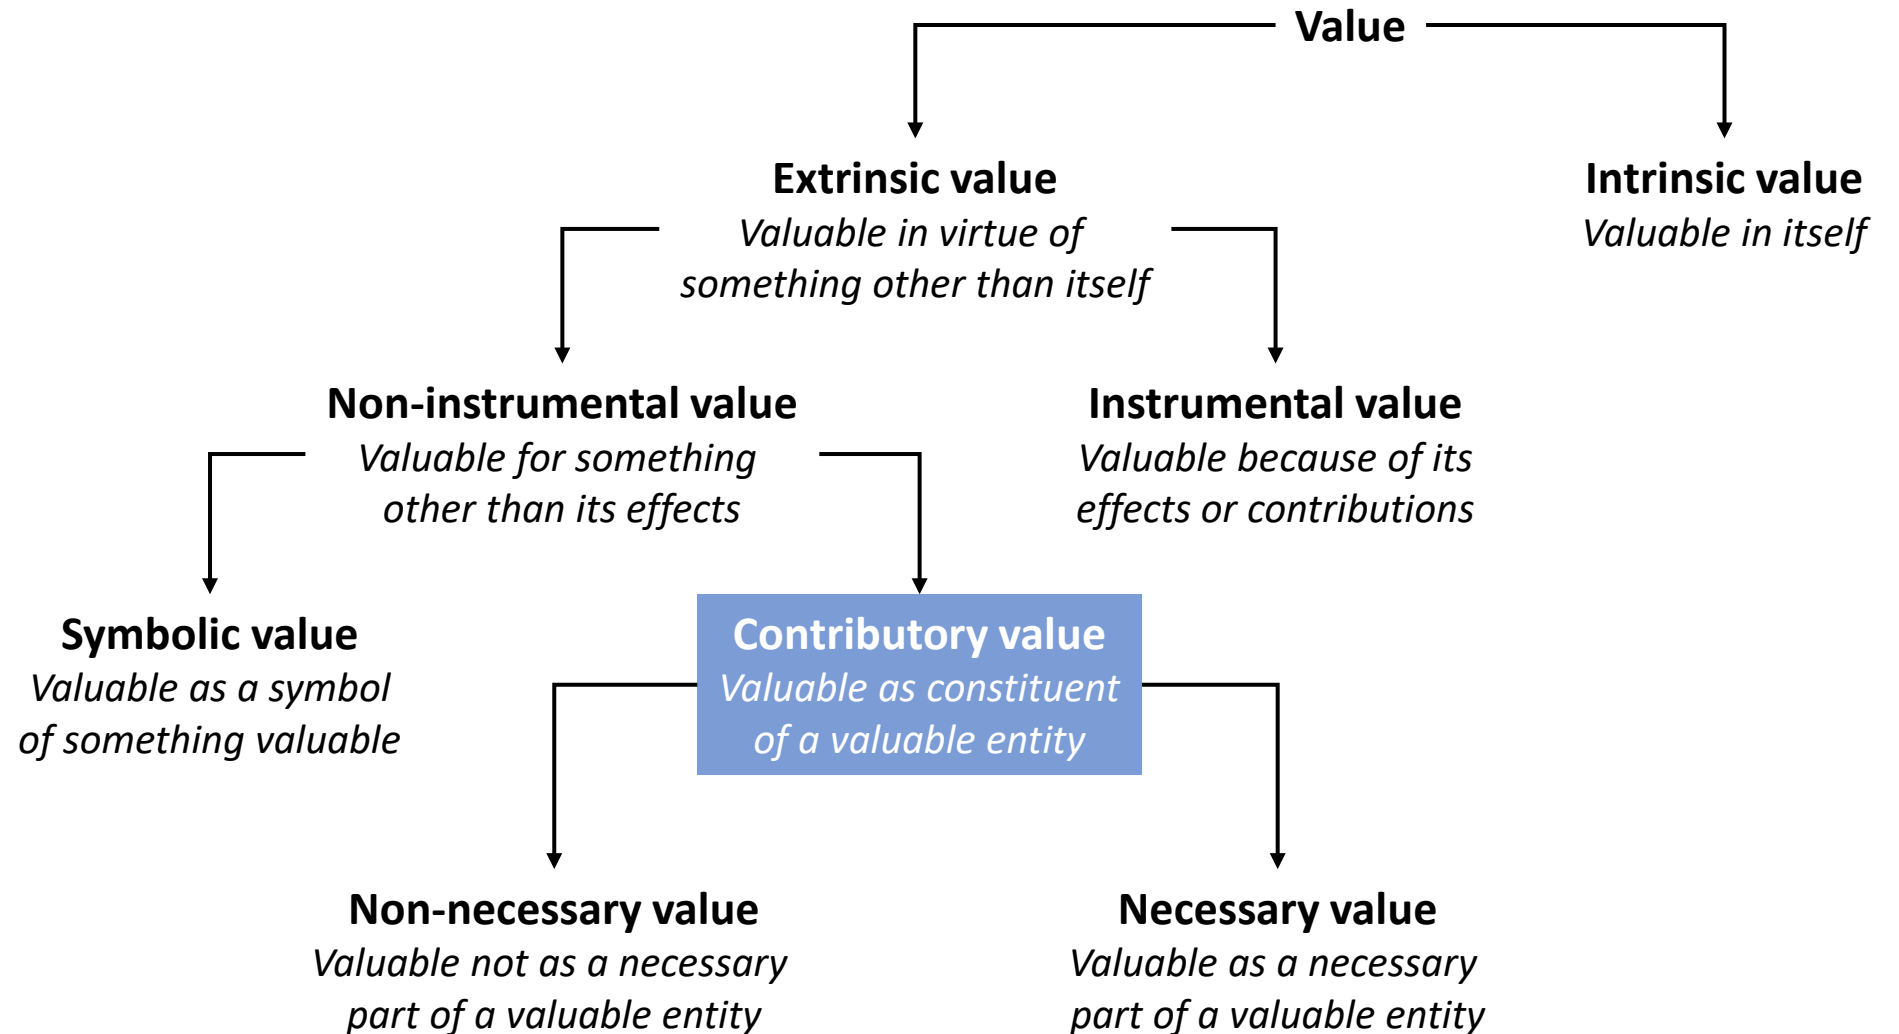 Value
Extrinsic value
Valuable in virtue of
something other than itself
Intrinsic value
Valuable in itself
Non-instrumental value
Valuable for something
other than its effects
Instrumental value
Valuable because of its
effects or contributions
Symbolic value
Valuable as a symbol
of something valuable
Contributory value
Valuable as constituent
of a valuable entity
Non-necessary value
Valuable not as a necessary
part of a valuable entity
Necessary value
Valuable as a necessary
part of a valuable entity